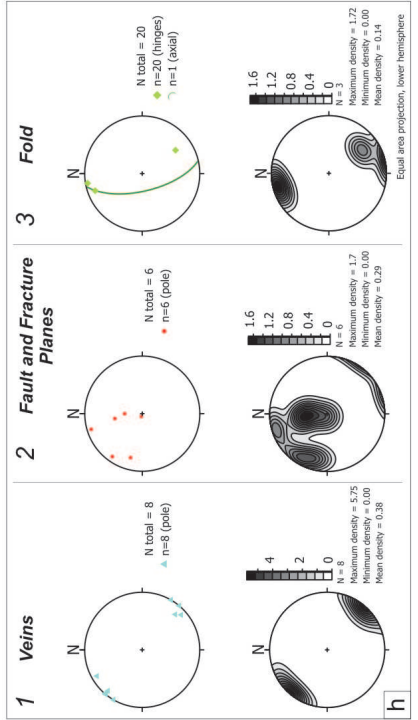 1 Veins
N
N total = 8
n=8 (pole)
4
2
0
N = 8
Maximum density = 5.75
Minimum density = 0.00
Mean density = 0.38
h
2 Fault and Fracture
Planes
N
N total = 6
n=6 (pole)
1.6
1.2
0.8
0.4
0
N = 6
Maximum density = 1.7
Minimum density = 0.00
Mean density = 0.29
3 Fold
N
N total = 20
n=20 (hinges)
n=1 (axial)
N
1.6
1.2
0.8
0.4
0
N = 3
Maximum density = 1.72
Minimum density = 0.00
Mean density = 0.14
Equal area projection, lower hemisphere